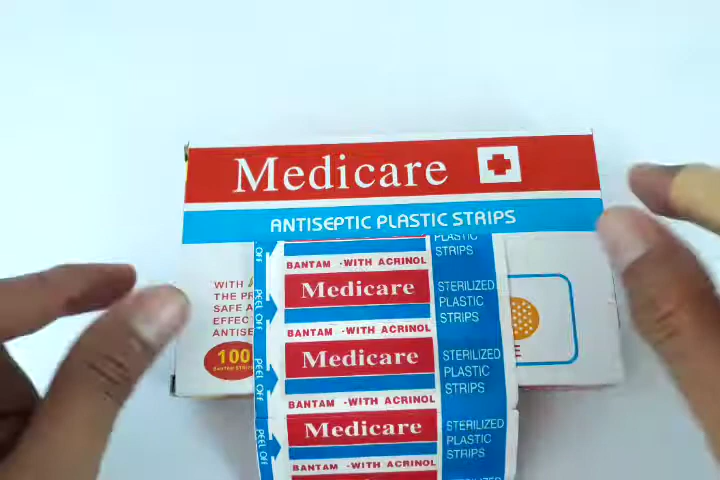 Medicare
ANTISEPTIC PLASTIC STRIPS
WITH
THE PR
SAFE A
EFFEC
ANTISE
100
BANTAM STRIPS
E
OFF
PLASTIC
STRIPS
BANTAM - WITH ACRINOL
Medicare
PEEL OFF
STERILIZED
PLASTIC
STRIPS
BANTAM - WITH ACRINOL
Medicare
PEEL OFF
STERILIZED
PLASTIC
STRIPS
BANTAM - WITH ACRINOL
Medicare
PEEL OFF
STERILIZED
PLASTIC
STRIPS
BANTAM - WITH ACRINOL